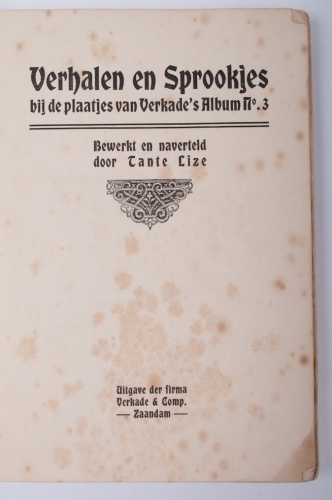 Verhalen en Sprookjes
bij de plaatjes van Verkade's Album No. 3
Bewerkt en naverteld
door Tante Lize
Uitgave der firma
Verkade & Comp.
— Zaandam —